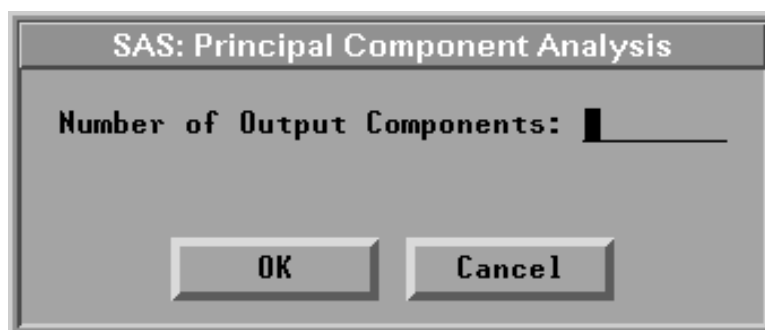 SAS: Principal Component Analysis
Number of Output Components:
OK
Cancel